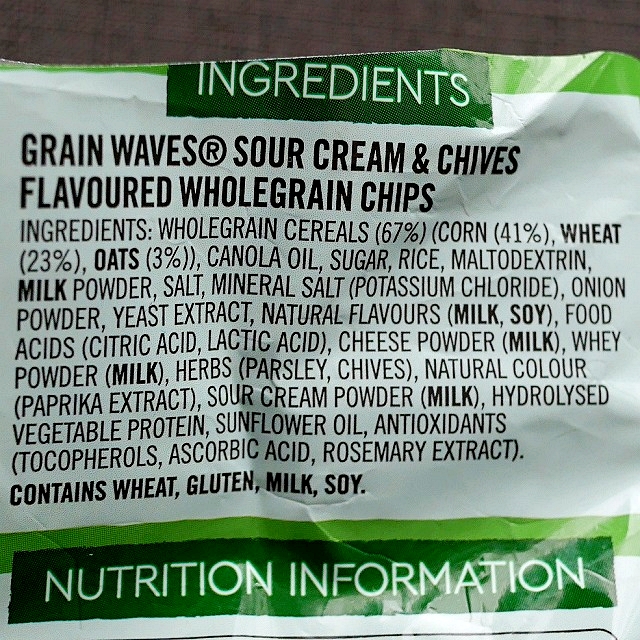 INGREDIENTS
GRAIN WAVES® SOUR CREAM & CHIVES
FLAVOURED WHOLEGRAIN CHIPS
INGREDIENTS: WHOLEGRAIN CEREALS (67%) (CORN (41%), WHEAT
(23%), OATS (3%)), CANOLA OIL, SUGAR, RICE, MALTODEXTRIN,
MILK POWDER, SALT, MINERAL SALT (POTASSIUM CHLORIDE), ONION
POWDER, YEAST EXTRACT, NATURAL FLAVOURS (MILK, SOY), FOOD
ACIDS (CITRIC ACID, LACTIC ACID), CHEESE POWDER (MILK), WHEY
POWDER (MILK), HERBS (PARSLEY, CHIVES), NATURAL COLOUR
(PAPRIKA EXTRACT), SOUR CREAM POWDER (MILK), HYDROLYSED
VEGETABLE PROTEIN, SUNFLOWER OIL, ANTIOXIDANTS
(TOCOPHEROLS, ASCORBIC ACID, ROSEMARY EXTRACT).
CONTAINS WHEAT, GLUTEN, MILK, SOY.
NUTRITION INFORMATION